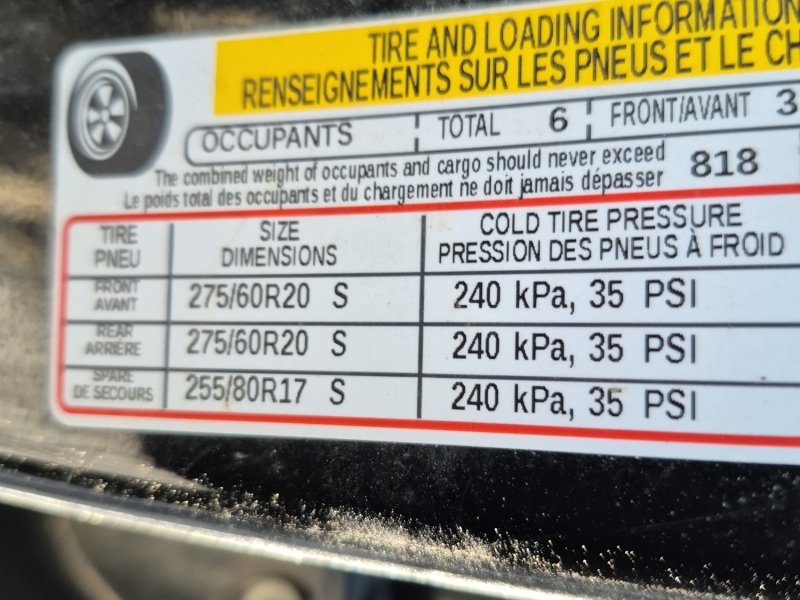 TIRE AND LOADING INFORMATION
RENSEIGNEMENTS SUR LES PNEUS ET LE CH
OCCUPANTS TOTAL 6 FRONT/AVANT 3
The combined weight of occupants and cargo should never exceed 818
Le poids total des occupants et du chargement ne doit jamais dépasser
TIRE SIZE COLD TIRE PRESSURE
PNEU DIMENSIONS PRESSION DES PNEUS À FROID
FRONT
AVANT 275/60R20 S 240 kPa, 35 PSI
REAR
ARRIÈRE 275/60R20 S 240 kPa, 35 PSI
SPARE
DE SECOURS 255/80R17 S 240 kPa, 35 PSI